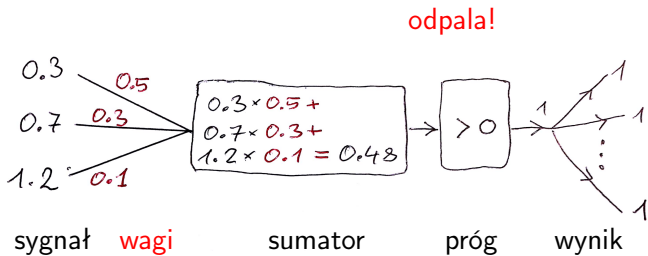 odpala!
0.3
0.5
0.7
0.3
1.2
0.1
0.3 × 0.5 +
0.7 × 0.3 +
1.2 × 0.1 = 0.48
> 0
1
1
1
1
sygnał wagi sumator próg wynik